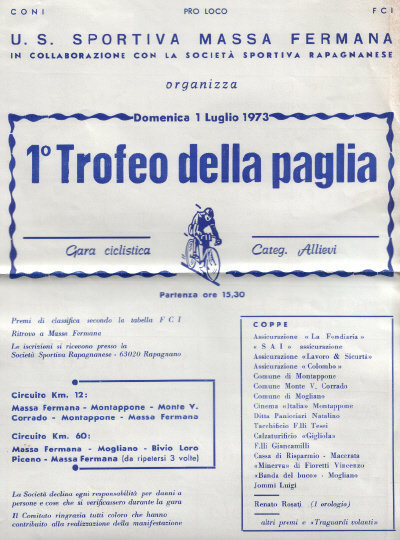 CONI PRO LOCO FCI
U. S. SPORTIVA MASSA FERMANA
IN COLLABORAZIONE CON LA SOCIETÀ SPORTIVA RAPAGNANESE
organizza
Domenica 1 Luglio 1973
1° Trofeo della paglia
Gara ciclistica Categ. Allievi
Partenza ore 15,30
Premi di classifica secondo la tabella F C I
Ritrovo a Massa Fermana
Le iscrizioni si ricevono presso la
Società Sportiva Rapagnanese - 63020 Rapagnano
Circuito Km. 12:
Massa Fermana - Montappone - Monte V.
Corrado - Montappone - Massa Fermana
Circuito Km. 60:
Massa Fermana - Mogliano - Bivio Loro
Piceno - Massa Fermana (da ripetersi 3 volte)
La Società declina ogni responsabilità per danni a
persone e cose che si verificassero durante la gara
Il Comitato ringrazia tutti coloro che hanno
contribuito alla realizzazione della manifestazione
COPPE
Assicurazione «La Fondiaria»
« S A I » assicurazione
Assicurazione «Lavoro & Sicurtà»
Assicurazione «Colombo»
Comune di Montappone
Comune Monte V. Corrado
Comune di Mogliano
Cinema «Italia» Montappone
Ditta Panicciari Natalino
Tacchificio F.lli Tesei
Calzaturificio «Gigliola»
F.lli Giancamilli
Cassa di Risparmio - Macerata
«Minerva» di Fioretti Vincenzo
«Banda del buco» - Mogliano
Jommi Luigi
Renato Rosati (1 orologio)
altri premi e «Traguardi volanti»